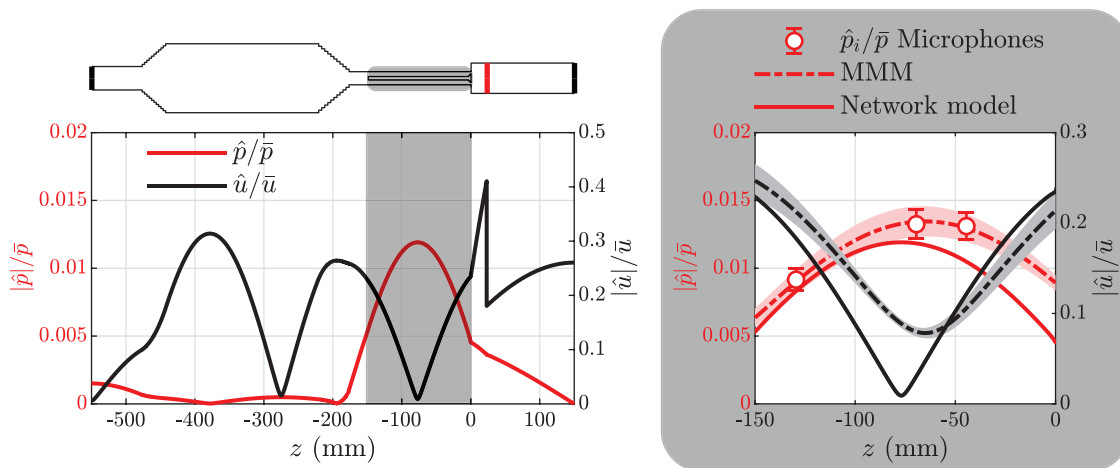 0.02
0.015
0.01
0.005
0
|p̂|/p̄
p̂/p̄
û/ū
0.5
0.4
0.3
0.2
0.1
0
|û|/ū
-500 -400 -300 -200 -100 0 100
z (mm)
p̂ᵢ/p̄ Microphones
MMM
Network model
0.02
0.015
0.01
0.005
0
|p̂|/p̄
0.3
0.2
0.1
0
|û|/ū
-150 -100 -50 0
z (mm)